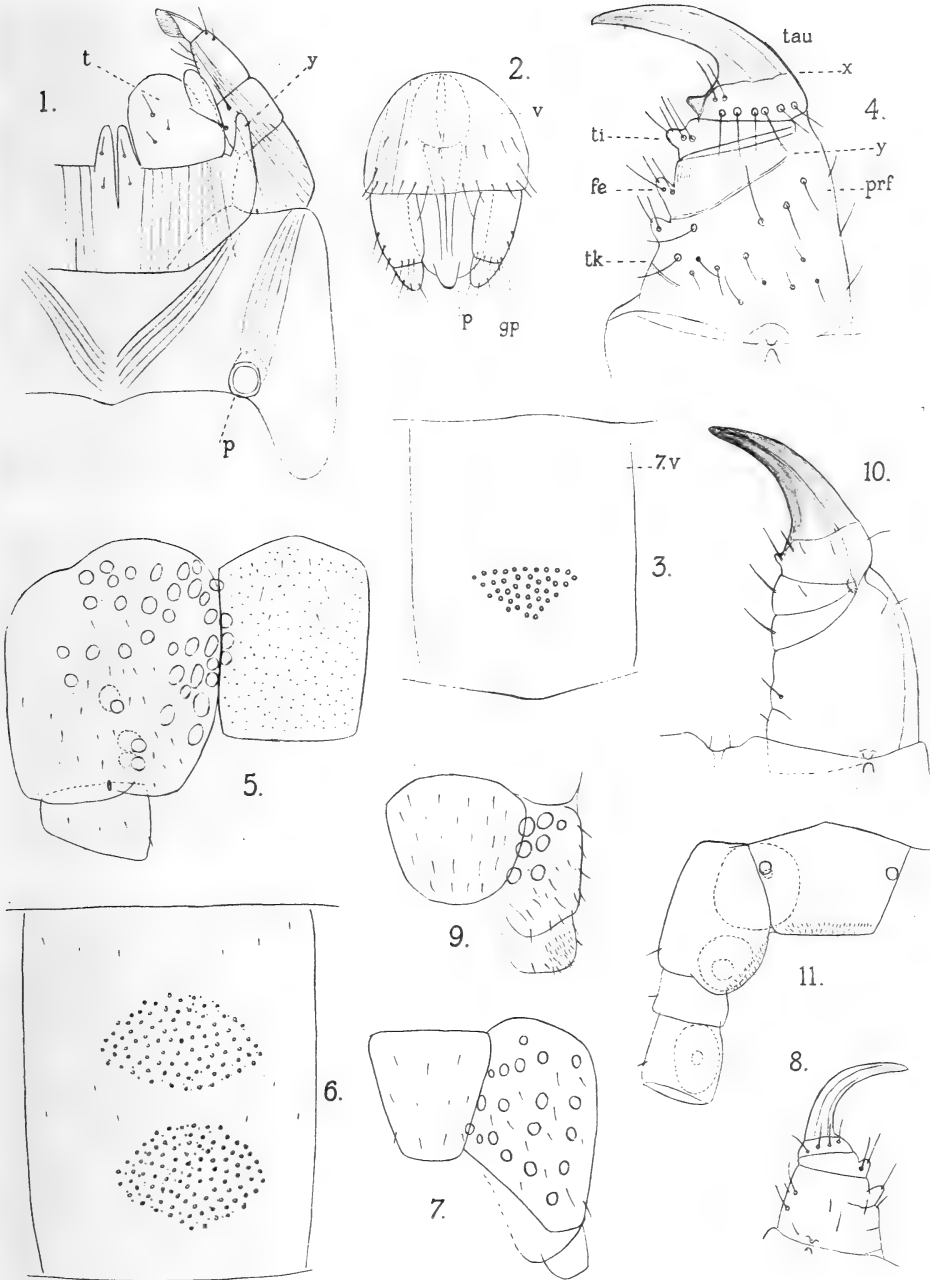 t
y
1.
p
2.
v
p gp
tau
x
4.
ti
y
fe
prf
tk
7.v
3.
10.
5.
9.
11.
6.
8.
7.